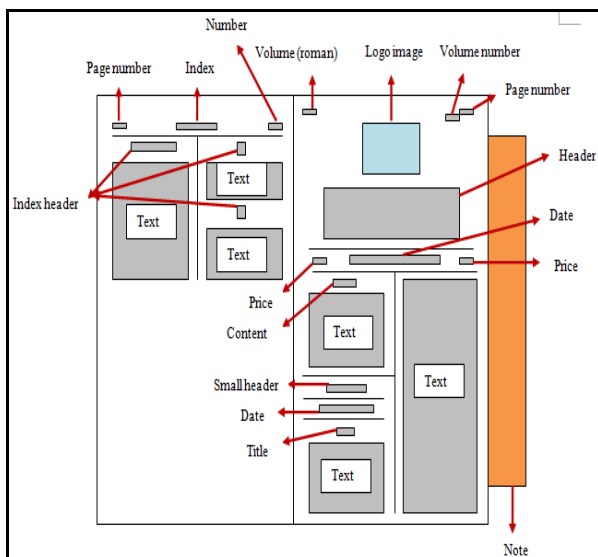 Number
Volume (roman)
Logo image
Volume number
Page number
Index
Page number
Header
Text
Index header
Text
Date
Text
Price
Price
Content
Text
Text
Small header
Date
Title
Text
Note